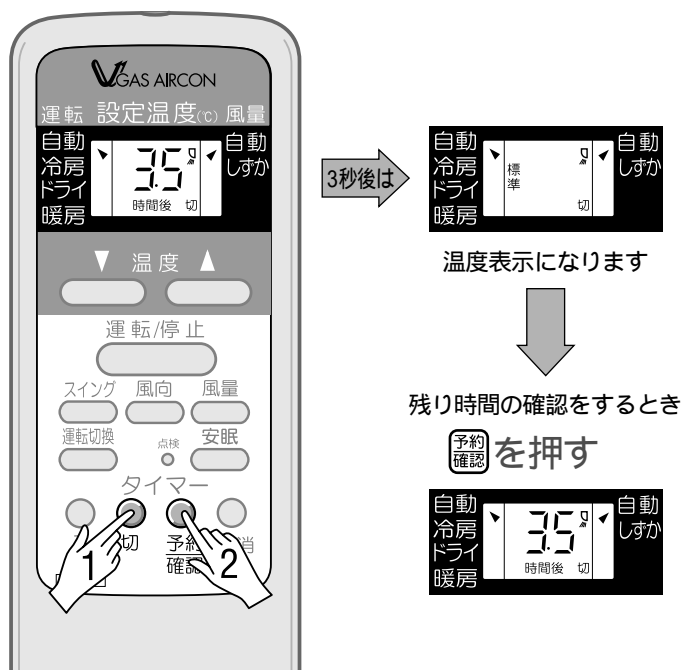 VGAS AIRCON
運転 設定温度(℃) 風量
自動
冷房
ドライ
暖房
3.5
時間後 切
自動
しずか
▼ 温度 ▲
運転/停止
スイング 風向 風量
運転切換 点検 安眠
タイマー
切 予約
確認
消
1 2
3秒後は
自動
冷房
ドライ
暖房
標準
切
自動
しずか
温度表示になります
残り時間の確認をするとき
予約
確認 を押す
自動
冷房
ドライ
暖房
3.5
時間後 切
自動
しずか